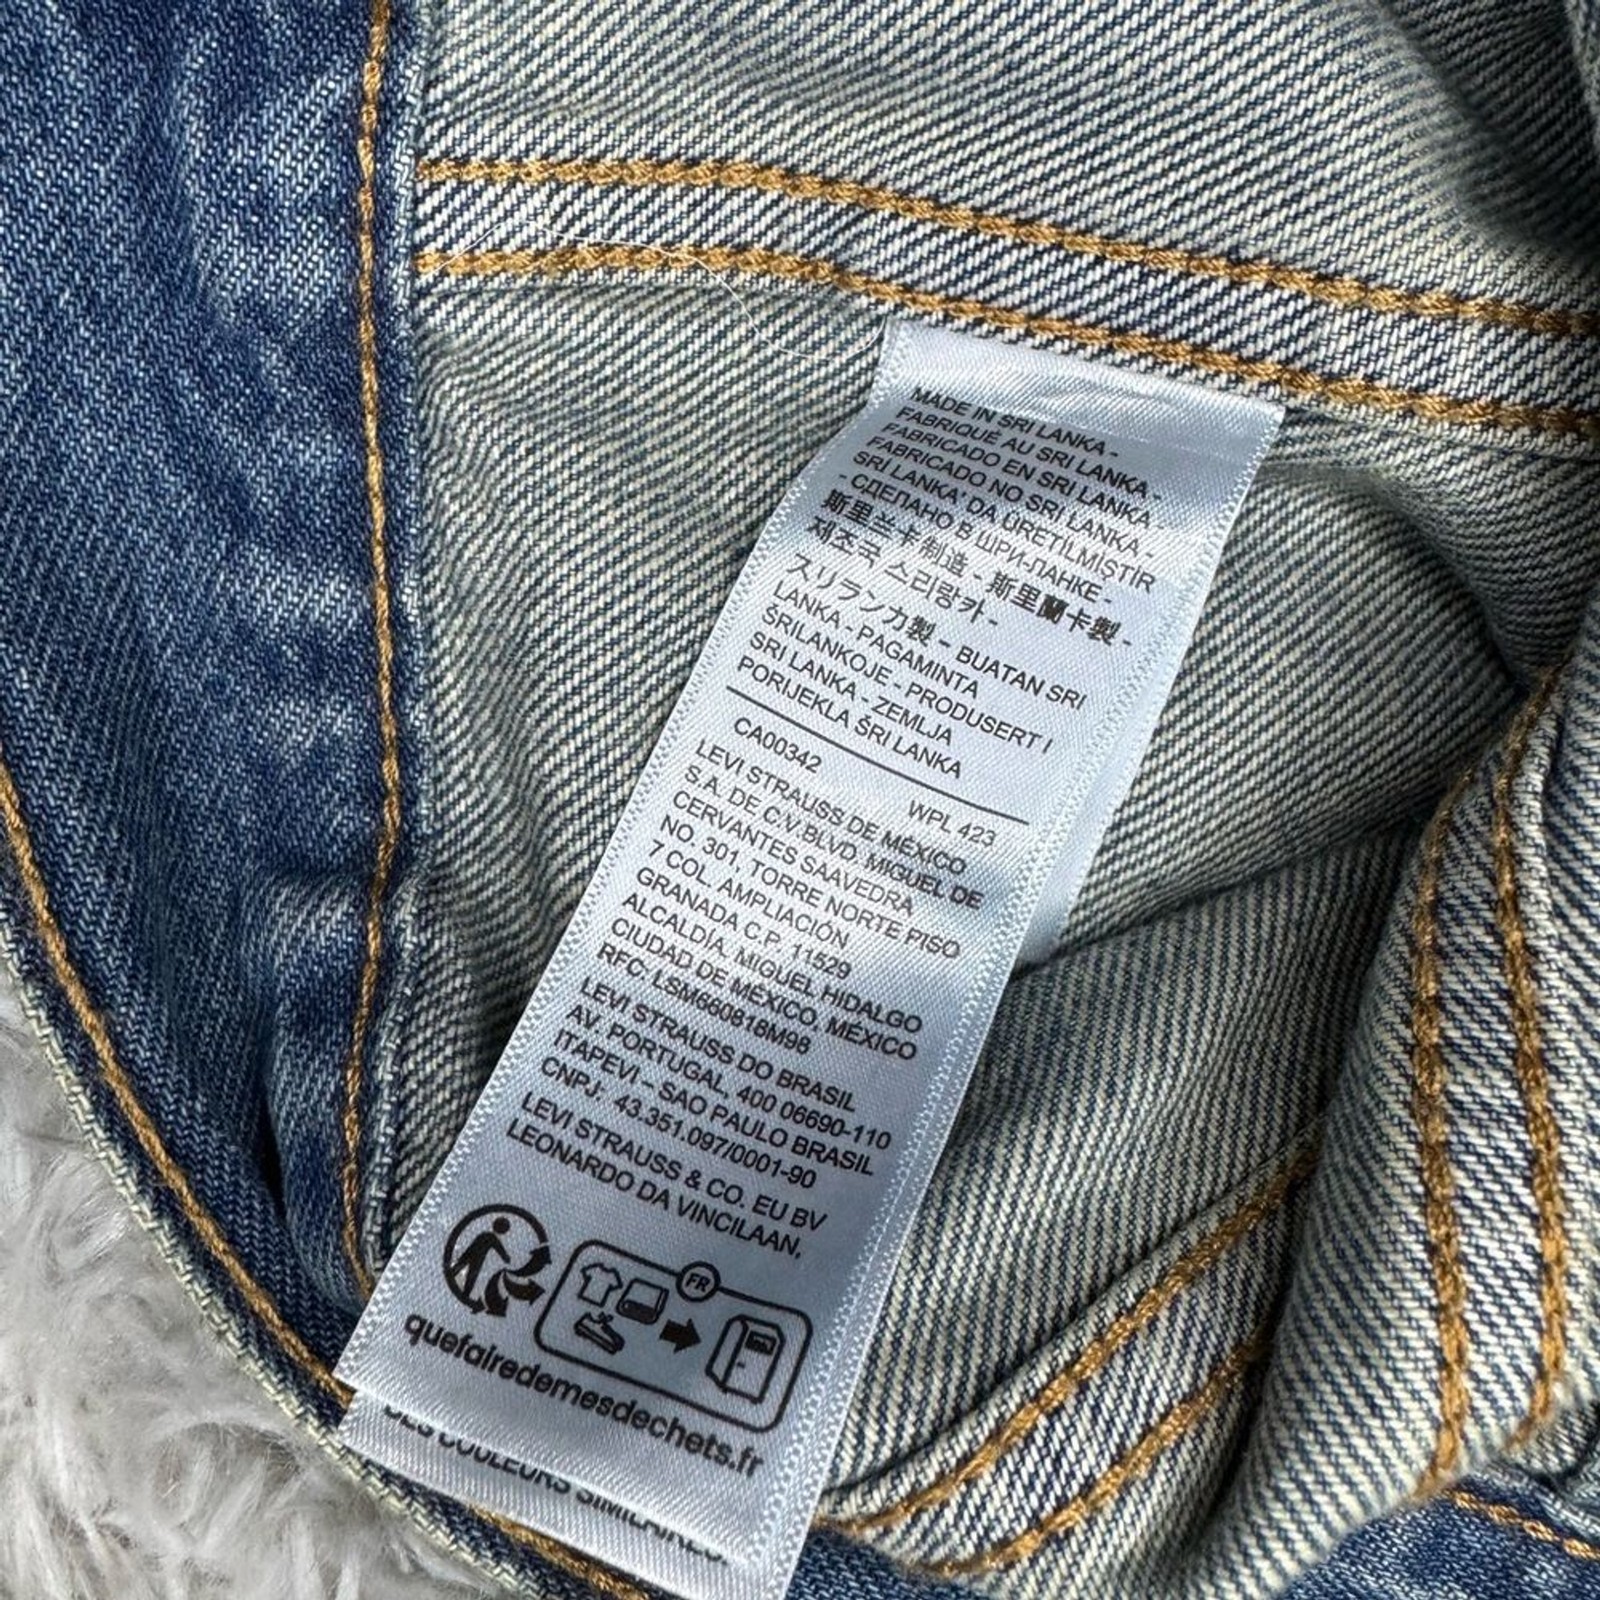 MADE IN SRI LANKA -
FABRIQUÉ AU SRI LANKA -
FABRICADO EN SRI LANKA -
FABRICADO NO SRI LANKA -
SRI LANKA' DA ÜRETİLMİŞTİR
- СДЕЛАНО В ШРИ-ЛАНКЕ -
斯里兰卡制造 - 斯里蘭卡製 -
제조국 스리랑카 -
スリランカ製 - BUATAN SRI
LANKA - PAGAMINTA
ŠRILANKOJE - PRODUSERT I
SRI LANKA - ZEMLJA
PORIJEKLA ŠRI LANKA
CA00342 WPL 423
LEVI STRAUSS DE MÉXICO
S.A. DE C.V.BLVD. MIGUEL DE
CERVANTES SAAVEDRA
NO. 301, TORRE NORTE PISO
7 COL. AMPLIACIÓN
GRANADA C.P. 11529
ALCALDÍA, MIGUEL HIDALGO
CIUDAD DE MÉXICO, MÉXICO
RFC: LSM660818M98
LEVI STRAUSS DO BRASIL
AV. PORTUGAL, 400 06690-110
ITAPEVI – SAO PAULO BRASIL
CNPJ: 43.351.097/0001-90
LEVI STRAUSS & CO. EU BV
LEONARDO DA VINCILAAN,
FR
quefairedemesdechets.fr
DES COULEURS SIMILAIRES.